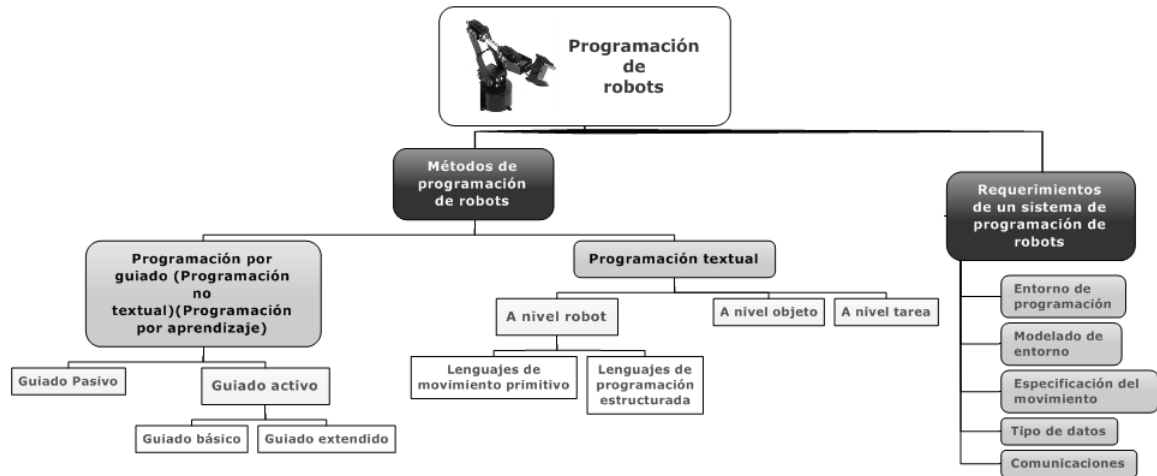 Programación
de
robots
Métodos de
programación
de robots
Requerimientos
de un sistema de
programación de
robots
Programación por
guiado (Programación
no
textual)(Programación
por aprendizaje)
Programación textual
Guiado Pasivo
Guiado activo
Guiado básico
Guiado extendido
A nivel robot
A nivel objeto
A nivel tarea
Lenguajes de
movimiento primitivo
Lenguajes de
programación
estructurada
Entorno de
programación
Modelado de
entorno
Especificación del
movimiento
Tipo de datos
Comunicaciones